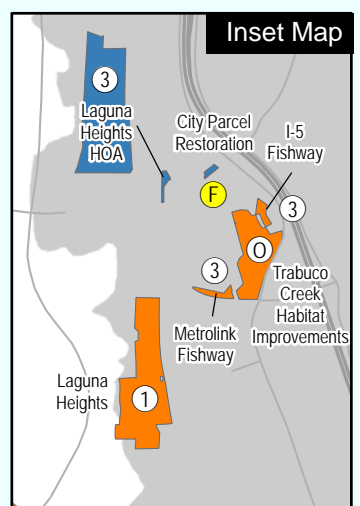 Inset Map
3
Laguna
Heights
HOA
City Parcel
Restoration
I-5
Fishway
F
3
O
3
Trabuco
Creek
Habitat
Improvements
Metrolink
Fishway
Laguna
Heights
1